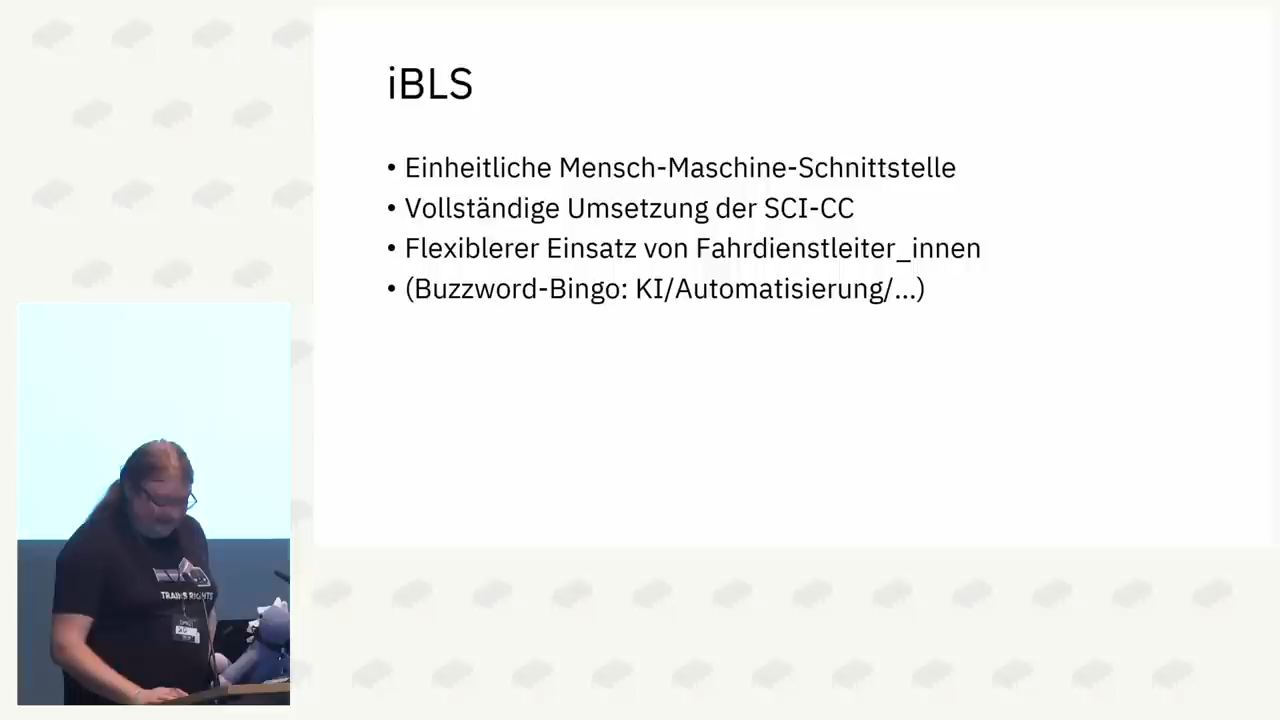 iBLS
• Einheitliche Mensch-Maschine-Schnittstelle
• Vollständige Umsetzung der SCI-CC
• Flexiblerer Einsatz von Fahrdienstleiter_innen
• (Buzzword-Bingo: KI/Automatisierung/...)
TRAINS RIGHTS